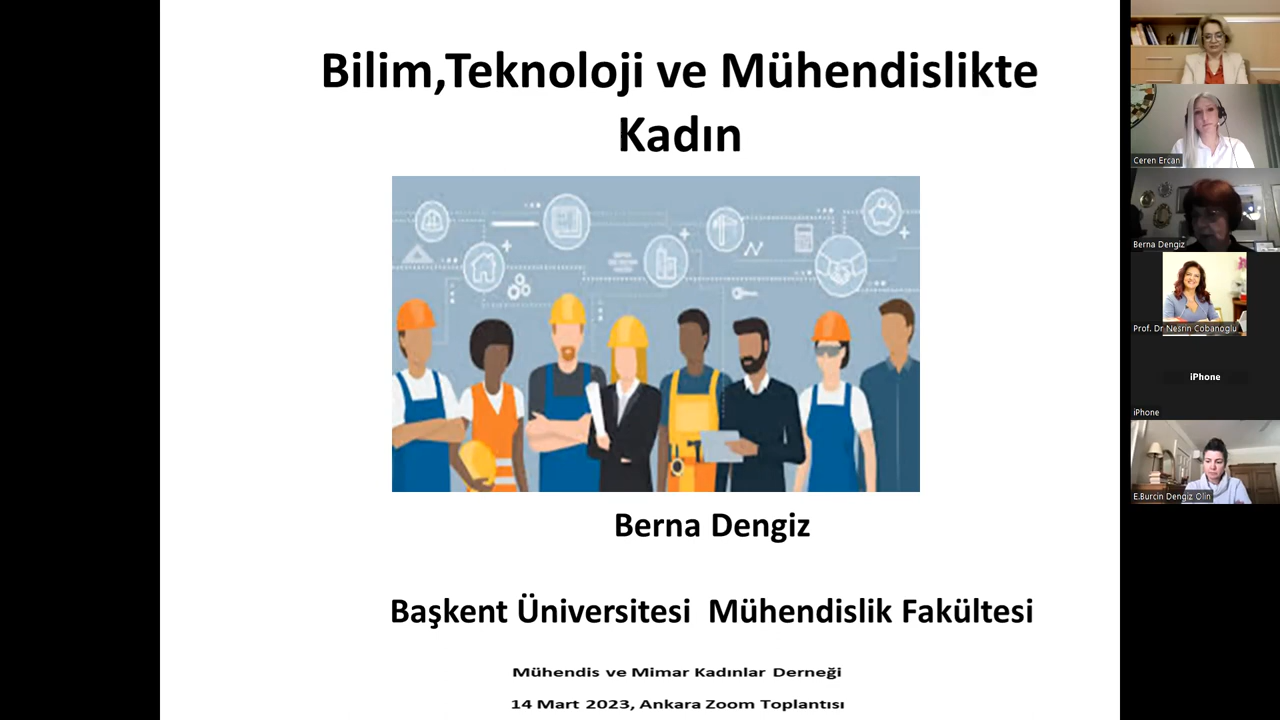 Bilim,Teknoloji ve Mühendislikte
Kadın
Berna Dengiz
Başkent Üniversitesi Mühendislik Fakültesi
Mühendis ve Mimar Kadınlar Derneği
14 Mart 2023, Ankara Zoom Toplantısı
Ceren Ercan
Berna Dengiz
Prof. Dr Nesrin Cobanoglu
iPhone
iPhone
E.Burcin Dengiz Olin